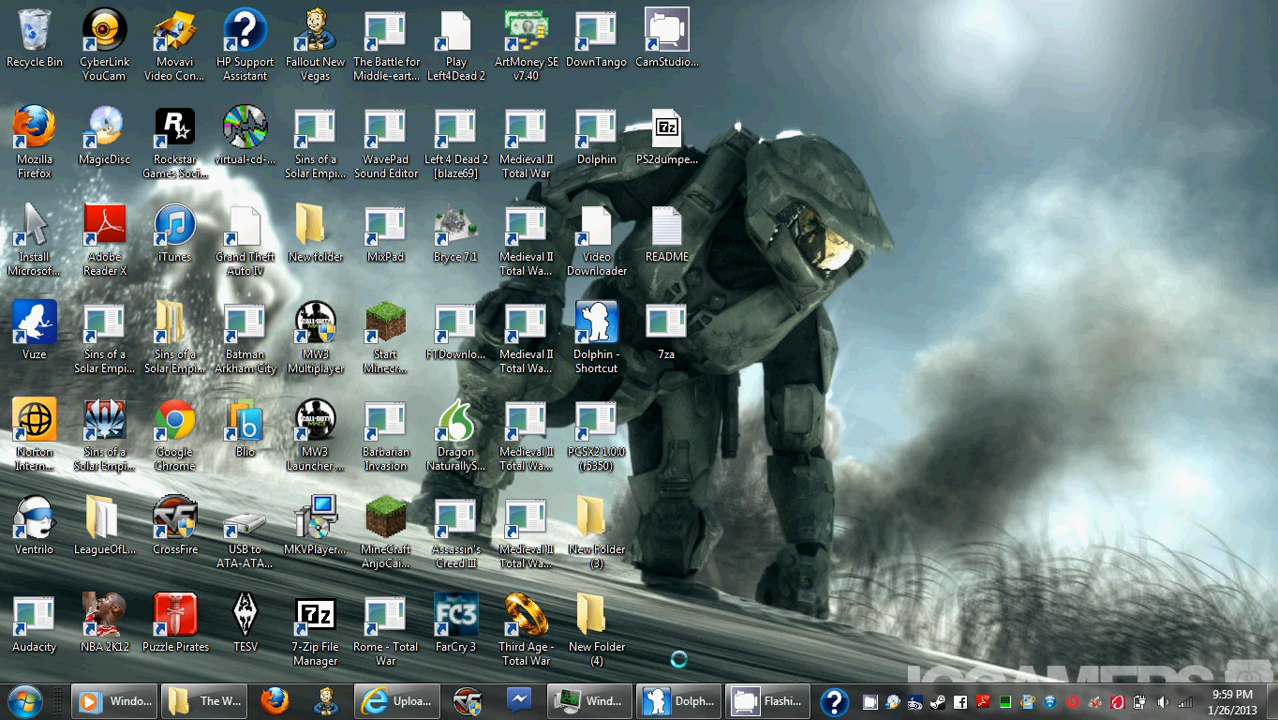 Recycle Bin
CyberLink
YouCam
Movavi
Video Con...
HP Support
Assistant
Fallout New
Vegas
The Battle for
Middle-eart...
Play
Left4Dead 2
ArtMoney SE
v7.40
DownTango
CamStudio...
Mozilla
Firefox
MagicDisc
Rockstar
Games Soci...
virtual-cd-...
Sins of a
Solar Empi...
WavePad
Sound Editor
Left 4 Dead 2
[blaze69]
Medieval II
Total War
Dolphin
7z
PS2dumpe...
Install
Microsof...
Adobe
Reader X
iTunes
Grand Theft
Auto IV
New folder
MixPad
Bryce 7.1
Medieval II
Total Wa...
Video
Downloader
README
Vuze
Sins of a
Solar Empi...
Sins of a
Solar Empi...
Batman
Arkham City
MW3
Multiplayer
Start
Minecr...
FTDownlo...
Medieval II
Total Wa...
Dolphin -
Shortcut
7za
Norton
Intern...
Sins of a
Solar Empi...
Google
Chrome
Blio
MW3
Launcher ...
Barbarian
Invasion
Dragon
NaturallyS...
Medieval II
Total Wa...
PCSX2 1.0.0
(r5350)
Ventrilo
LeagueOfL...
CrossFire
USB to
ATA-ATA...
MKVPlayer...
MineCraft
AnjoCai...
Assassin's
Creed III
Medieval II
Total Wa...
New Folder
(3)
Audacity
NBA 2K12
Puzzle Pirates
TESV
7z
7-Zip File
Manager
Rome - Total
War
FC3
FarCry 3
Third Age -
Total War
New Folder
(4)
Windo...
The W...
Uploa...
Wind...
Dolph...
Flashi...
9:59 PM
1/26/2013